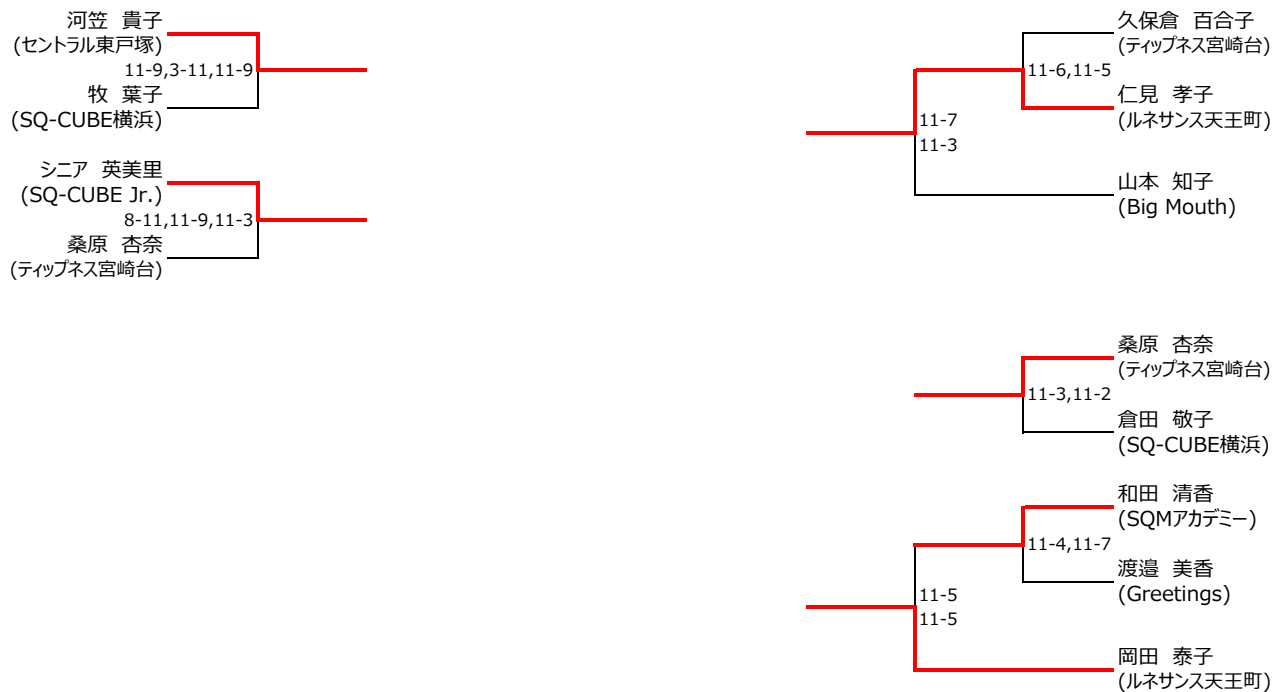 河笠 貴子
(セントラル東戸塚)
11-9,3-11,11-9
牧 葉子
(SQ-CUBE横浜)
シニア 英美里
(SQ-CUBE Jr.)
8-11,11-9,11-3
桑原 杏奈
(ティップネス宮崎台)
久保倉 百合子
(ティップネス宮崎台)
11-6,11-5
仁見 孝子
(ルネサンス天王町)
11-7
11-3
山本 知子
(Big Mouth)
桑原 杏奈
(ティップネス宮崎台)
11-3,11-2
倉田 敬子
(SQ-CUBE横浜)
和田 清香
(SQMアカデミー)
11-4,11-7
渡邉 美香
(Greetings)
11-5
11-5
岡田 泰子
(ルネサンス天王町)